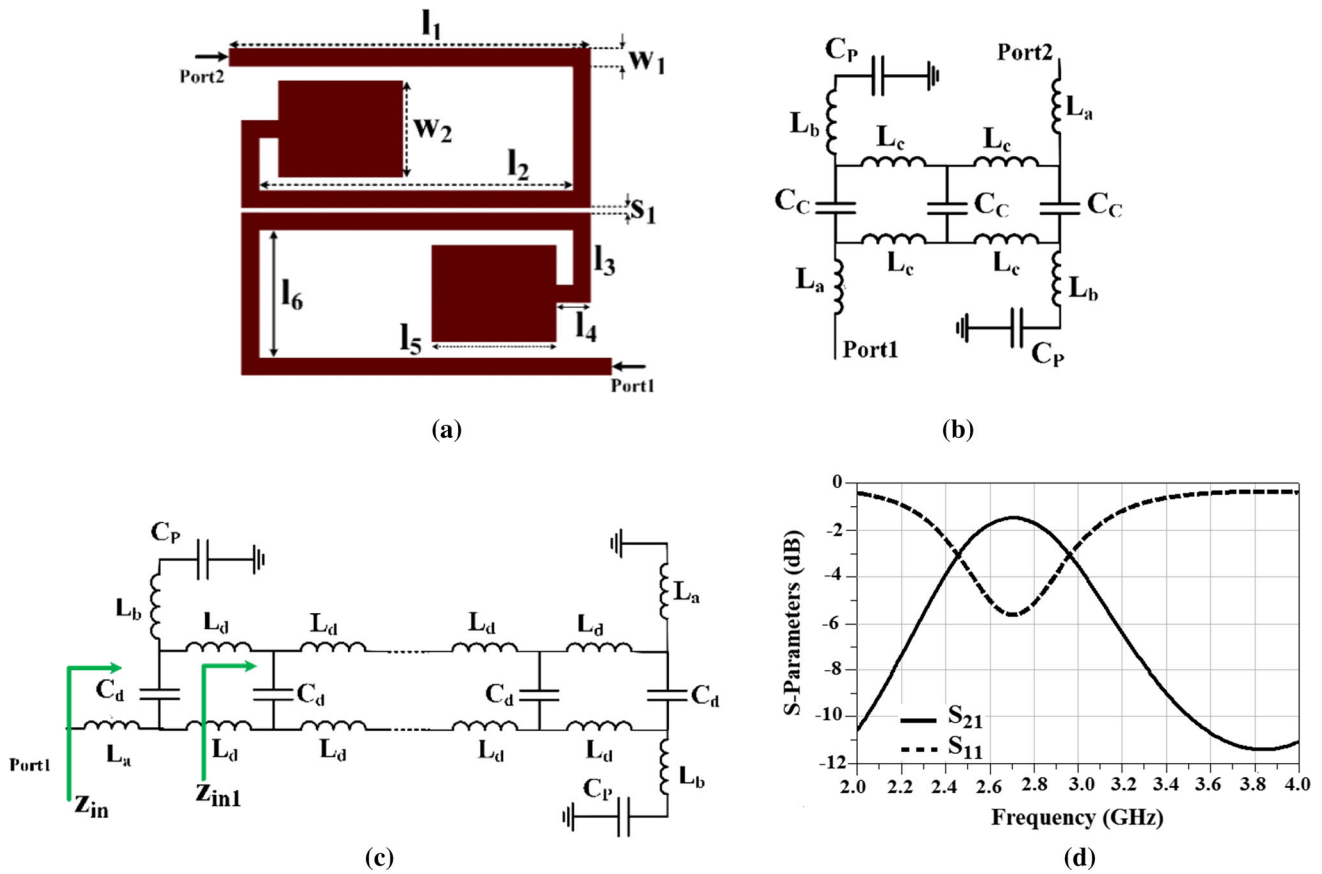 l1
Port2
w1
w2
l2
s1
l3
l6
l4
l5
Port1
(a)
CP
Port2
La
Lb
Lc
Lc
CC
CC
CC
Lc
Lc
La
Lb
Port1
CP
(b)
CP
Lb
Ld
Ld
Ld
Ld
La
Cd
Cd
Cd
Cd
Port1
La
Ld
Ld
Ld
Ld
Lb
zin
zin1
CP
(c)
S-Parameters (dB)
0
-2
-4
-6
-8
-10
-12
S21
S11
2.0 2.2 2.4 2.6 2.8 3.0 3.2 3.4 3.6 3.8 4.0
Frequency (GHz)
(d)